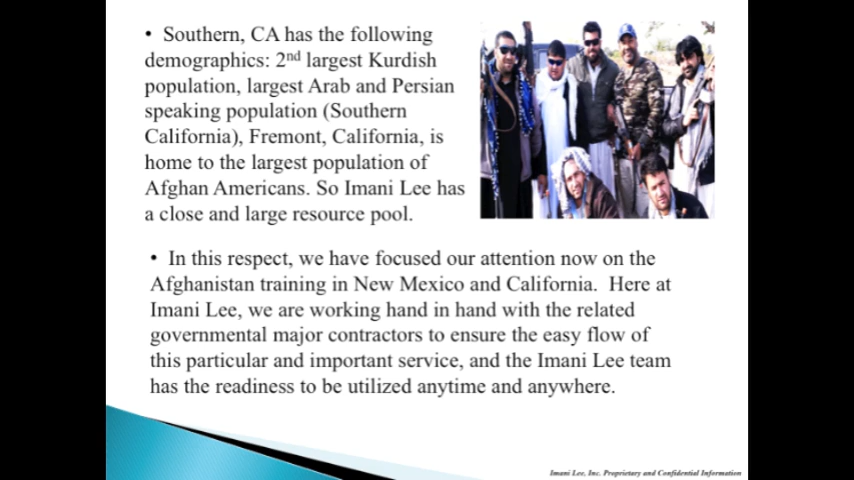 • Southern, CA has the following
demographics: 2nd largest Kurdish
population, largest Arab and Persian
speaking population (Southern
California), Fremont, California, is
home to the largest population of
Afghan Americans. So Imani Lee has
a close and large resource pool.
• In this respect, we have focused our attention now on the
Afghanistan training in New Mexico and California.  Here at
Imani Lee, we are working hand in hand with the related
governmental major contractors to ensure the easy flow of
this particular and important service, and the Imani Lee team
has the readiness to be utilized anytime and anywhere.
Imani Lee, Inc. Proprietary and Confidential Information